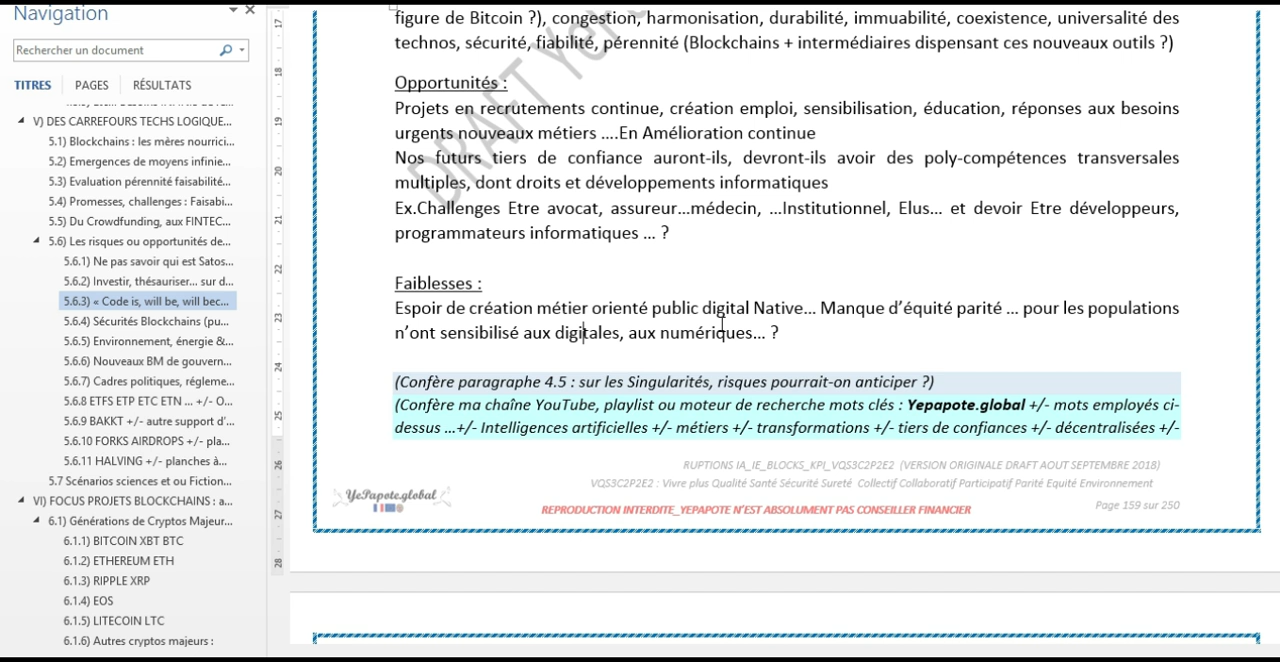 Navigation
Rechercher un document
TITRES PAGES RÉSULTATS
V) DES CARREFOURS TECHS LOGIQUE...
5.1) Blockchains : les mères nourrici...
5.2) Emergences de moyens infinie...
5.3) Evaluation pérennité faisabilité...
5.4) Promesses, challenges : Faisabi...
5.5) Du Crowdfunding, aux FINTEC...
5.6) Les risques ou opportunités de...
5.6.1) Ne pas savoir qui est Satos...
5.6.2) Investir, thésauriser... sur d...
5.6.3) « Code is, will be, will bec...
5.6.4) Sécurités Blockchains (pu...
5.6.5) Environnement, énergie &...
5.6.6) Nouveaux BM de gouvern...
5.6.7) Cadres politiques, régleme...
5.6.8 ETFS ETP ETC ETN ... +/- O...
5.6.9 BAKKT +/- autre support d'...
5.6.10 FORKS AIRDROPS +/- pla...
5.6.11 HALVING +/- planches à...
5.7 Scénarios sciences et ou Fiction...
VI) FOCUS PROJETS BLOCKCHAINS : a...
6.1) Générations de Cryptos Majeur...
6.1.1) BITCOIN XBT BTC
6.1.2) ETHEREUM ETH
6.1.3) RIPPLE XRP
6.1.4) EOS
6.1.5) LITECOIN LTC
6.1.6) Autres cryptos majeurs :
17
18
19
20
21
22
23
24
25
26
27
28
figure de Bitcoin ?), congestion, harmonisation, durabilité, immuabilité, coexistence, universalité des
technos, sécurité, fiabilité, pérennité (Blockchains + intermédiaires dispensant ces nouveaux outils ?)
Opportunités :
Projets en recrutements continue, création emploi, sensibilisation, éducation, réponses aux besoins
urgents nouveaux métiers ....En Amélioration continue
Nos futurs tiers de confiance auront-ils, devront-ils avoir des poly-compétences transversales
multiples, dont droits et développements informatiques
Ex.Challenges Etre avocat, assureur...médecin, ...Institutionnel, Elus... et devoir Etre développeurs,
programmateurs informatiques ... ?
Faiblesses :
Espoir de création métier orienté public digital Native... Manque d'équité parité ... pour les populations
n'ont sensibilisé aux digitales, aux numériques... ?
(Confère paragraphe 4.5 : sur les Singularités, risques pourrait-on anticiper ?)
(Confère ma chaîne YouTube, playlist ou moteur de recherche mots clés : Yepapote.global +/- mots employés ci-
dessus ...+/- Intelligences artificielles +/- métiers +/- transformations +/- tiers de confiances +/- décentralisées +/-
RUPTIONS IA_IE_BLOCKS_KPI_VQS3C2P2E2 (VERSION ORIGINALE DRAFT AOUT SEPTEMBRE 2018)
VQS3C2P2E2 : Vivre plus Qualité Santé Sécurité Sureté Collectif Collaboratif Participatif Parité Equité Environnement
YePapote.global
REPRODUCTION INTERDITE_YEPAPOTE N'EST ABSOLUMENT PAS CONSEILLER FINANCIER
Page 159 sur 250
DRAFT